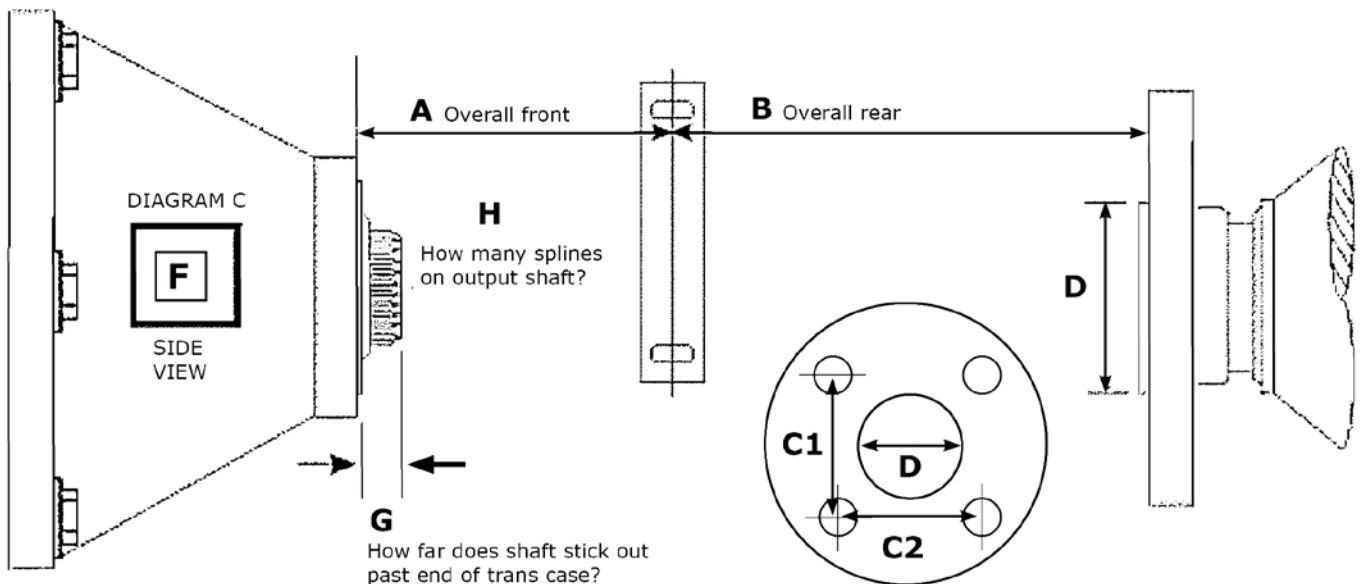 A Overall front
B Overall rear
DIAGRAM C
F
SIDE
VIEW
H
How many splines
on output shaft?
D
C1
D
C2
G
How far does shaft stick out
past end of trans case?